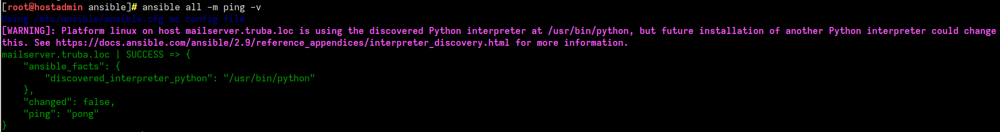 [root@hostadmin ansible]# ansible all -m ping -v
Using /etc/ansible/ansible.cfg as config file
[WARNING]: Platform linux on host mailserver.truba.loc is using the discovered Python interpreter at /usr/bin/python, but future installation of another Python interpreter could change
this. See https://docs.ansible.com/ansible/2.9/reference_appendices/interpreter_discovery.html for more information.
mailserver.truba.loc | SUCCESS => {
    "ansible_facts": {
        "discovered_interpreter_python": "/usr/bin/python"
    },
    "changed": false,
    "ping": "pong"
}